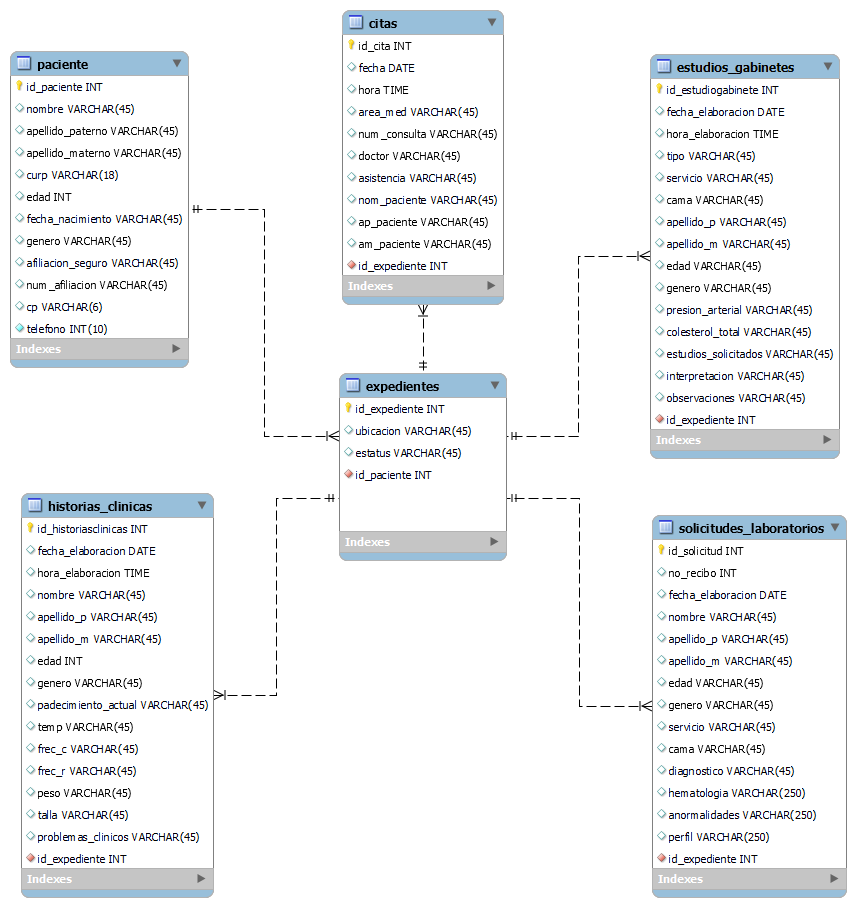 paciente
id_paciente INT
nombre VARCHAR(45)
apellido_paterno VARCHAR(45)
apellido_materno VARCHAR(45)
curp VARCHAR(18)
edad INT
fecha_nacimiento VARCHAR(45)
genero VARCHAR(45)
afiliacion_seguro VARCHAR(45)
num_afiliacion VARCHAR(45)
cp VARCHAR(6)
telefono INT(10)
Indexes
citas
id_cita INT
fecha DATE
hora TIME
area_med VARCHAR(45)
num_consulta VARCHAR(45)
doctor VARCHAR(45)
asistencia VARCHAR(45)
nom_paciente VARCHAR(45)
ap_paciente VARCHAR(45)
am_paciente VARCHAR(45)
id_expediente INT
Indexes
estudios_gabinetes
id_estudiogabinete INT
fecha_elaboracion DATE
hora_elaboracion TIME
tipo VARCHAR(45)
servicio VARCHAR(45)
cama VARCHAR(45)
apellido_p VARCHAR(45)
apellido_m VARCHAR(45)
edad VARCHAR(45)
genero VARCHAR(45)
presion_arterial VARCHAR(45)
colesterol_total VARCHAR(45)
estudios_solicitados VARCHAR(45)
interpretacion VARCHAR(45)
observaciones VARCHAR(45)
id_expediente INT
Indexes
expedientes
id_expediente INT
ubicacion VARCHAR(45)
estatus VARCHAR(45)
id_paciente INT
Indexes
historias_clinicas
id_historiasclinicas INT
fecha_elaboracion DATE
hora_elaboracion TIME
nombre VARCHAR(45)
apellido_p VARCHAR(45)
apellido_m VARCHAR(45)
edad INT
genero VARCHAR(45)
padecimiento_actual VARCHAR(45)
temp VARCHAR(45)
frec_c VARCHAR(45)
frec_r VARCHAR(45)
peso VARCHAR(45)
talla VARCHAR(45)
problemas_clinicos VARCHAR(45)
id_expediente INT
Indexes
solicitudes_laboratorios
id_solicitud INT
no_recibo INT
fecha_elaboracion DATE
nombre VARCHAR(45)
apellido_p VARCHAR(45)
apellido_m VARCHAR(45)
edad VARCHAR(45)
genero VARCHAR(45)
servicio VARCHAR(45)
cama VARCHAR(45)
diagnostico VARCHAR(45)
hematologia VARCHAR(250)
anormalidades VARCHAR(250)
perfil VARCHAR(250)
id_expediente INT
Indexes